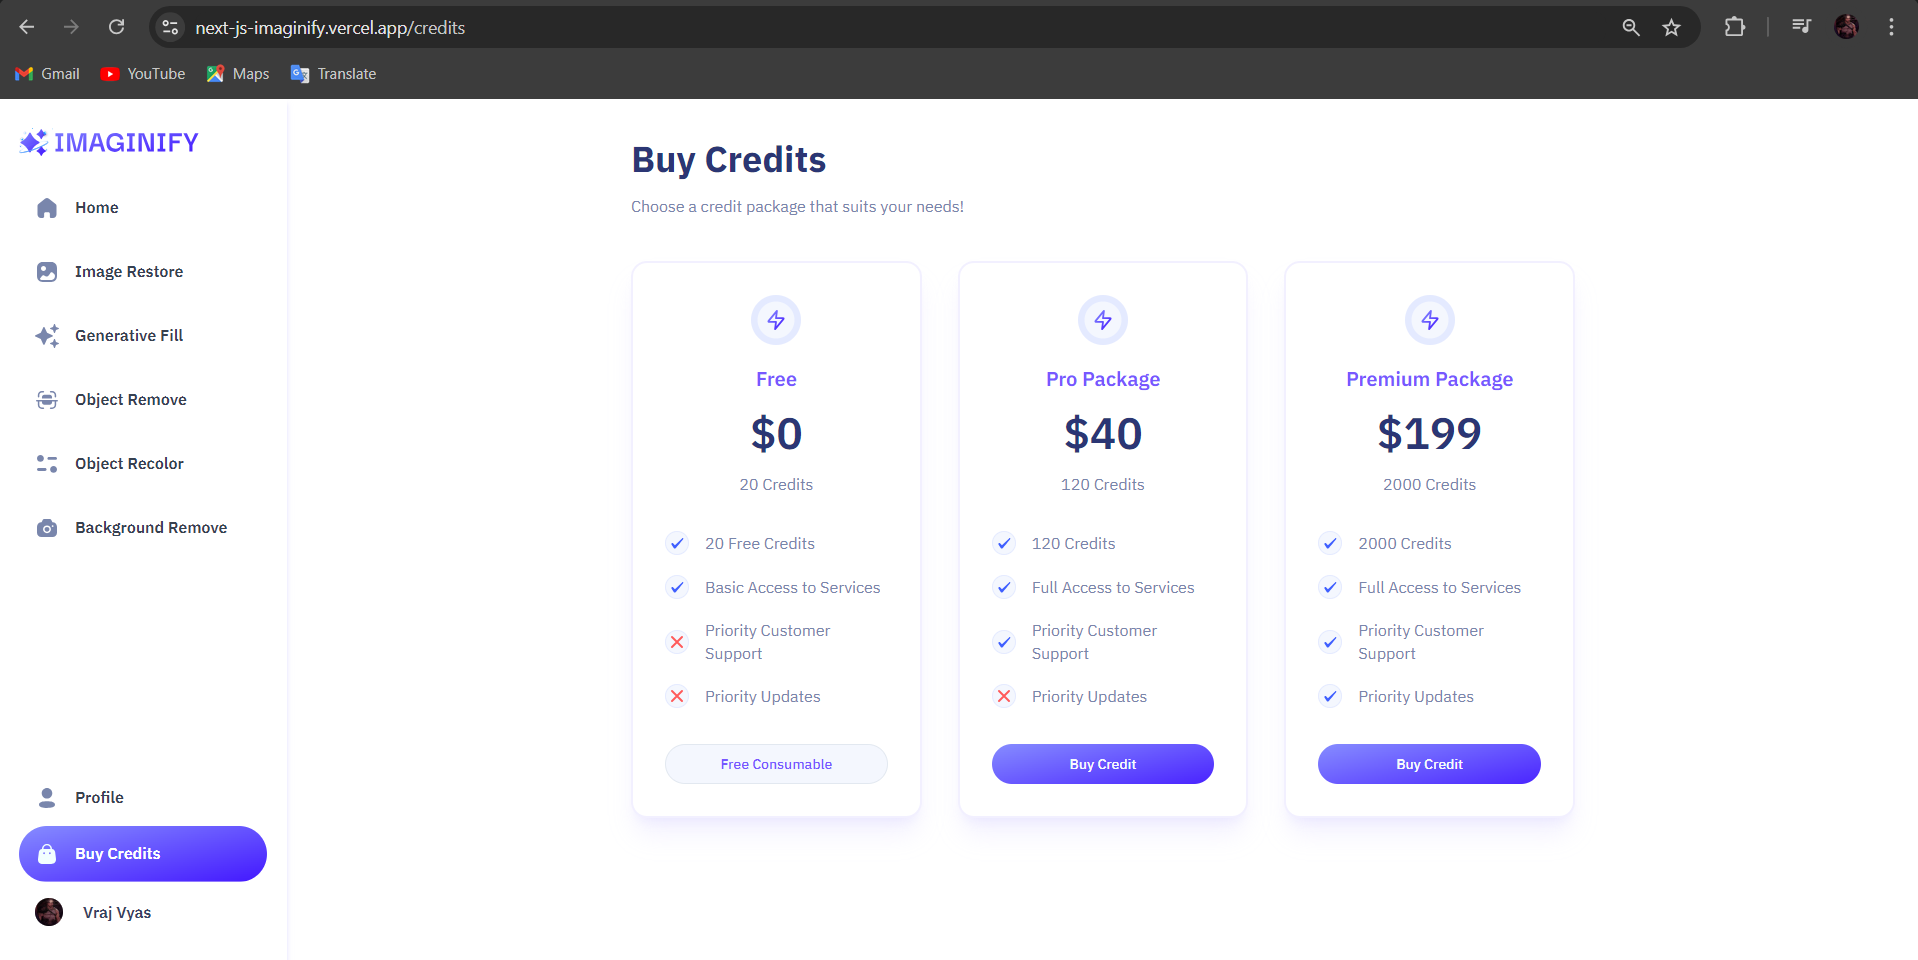 next-js-imaginify.vercel.app/credits
Gmail
YouTube
Maps
Translate
IMAGINIFY
Home
Image Restore
Generative Fill
Object Remove
Object Recolor
Background Remove
Profile
Buy Credits
Vraj Vyas
Buy Credits
Choose a credit package that suits your needs!
Free
$0
20 Credits
20 Free Credits
Basic Access to Services
Priority Customer
Support
Priority Updates
Free Consumable
Pro Package
$40
120 Credits
120 Credits
Full Access to Services
Priority Customer
Support
Priority Updates
Buy Credit
Premium Package
$199
2000 Credits
2000 Credits
Full Access to Services
Priority Customer
Support
Priority Updates
Buy Credit